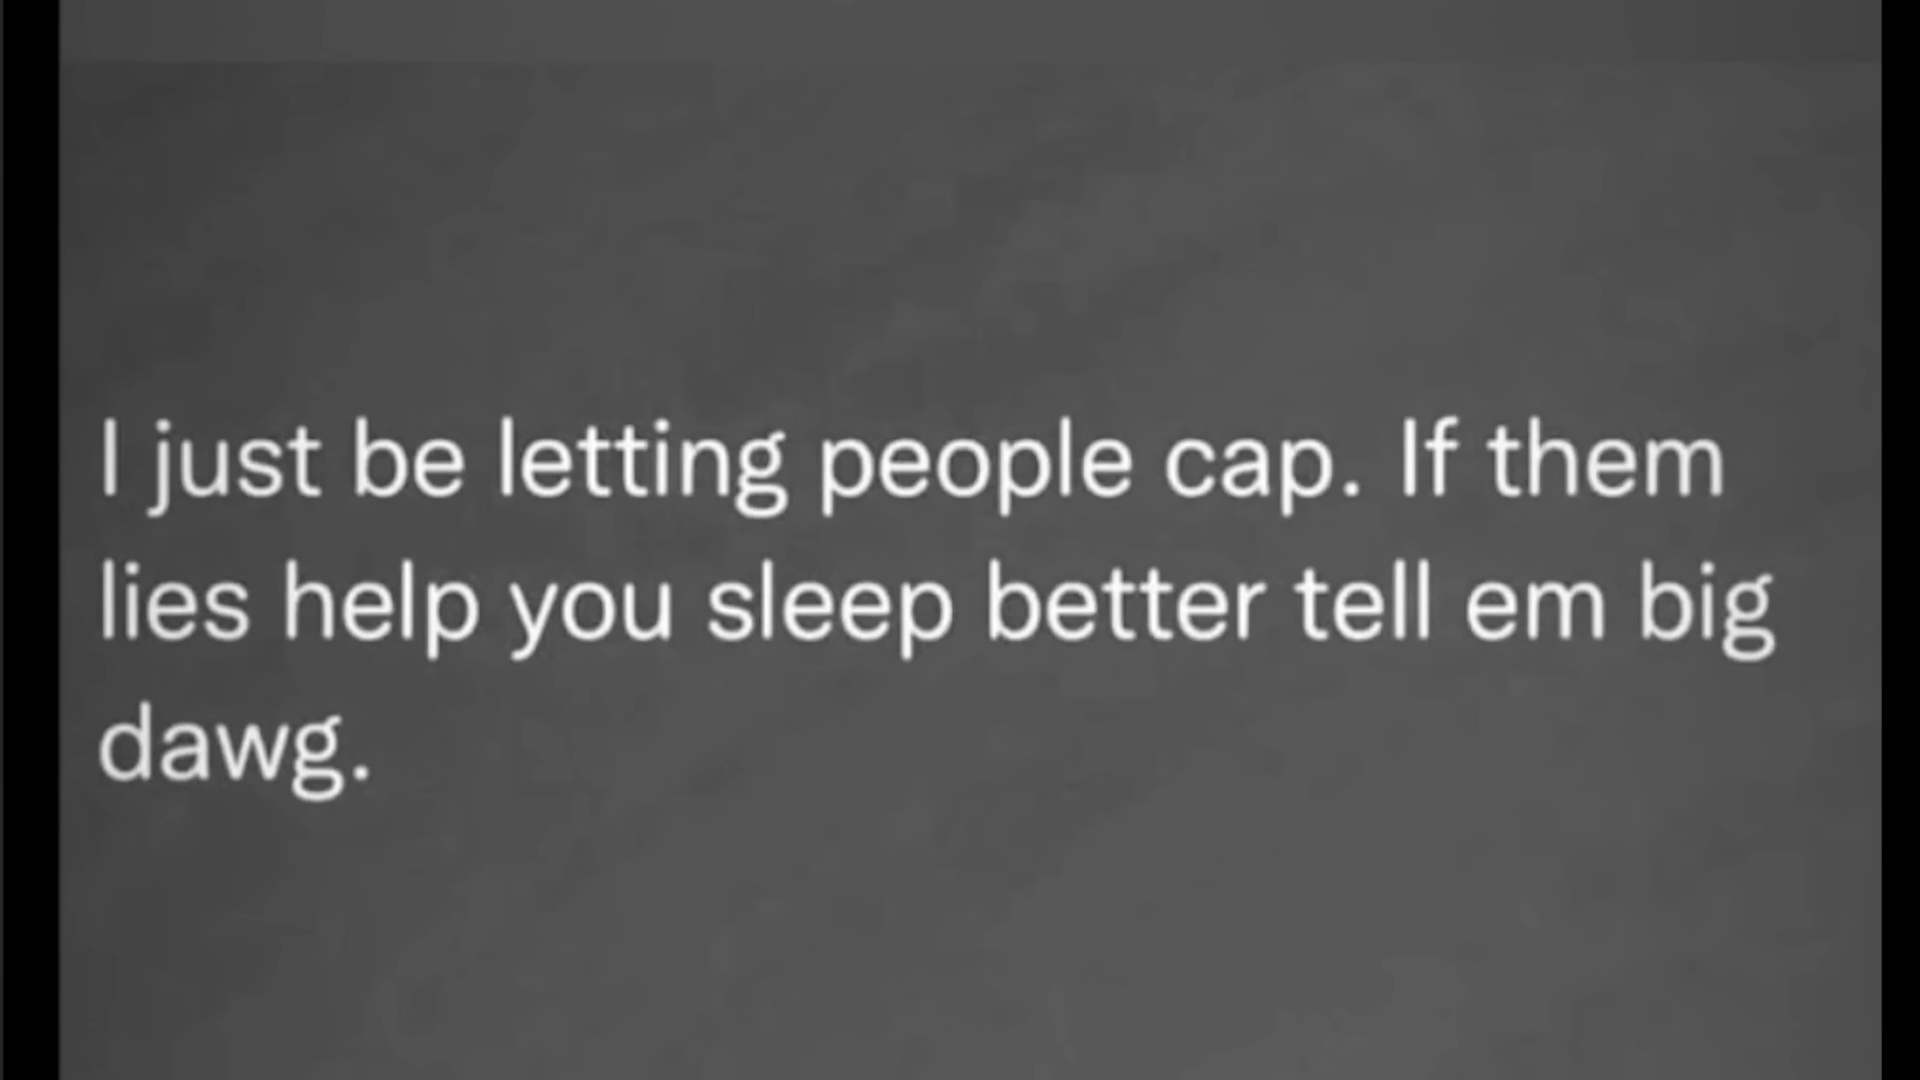 I just be letting people cap. If them
lies help you sleep better tell em big
dawg.